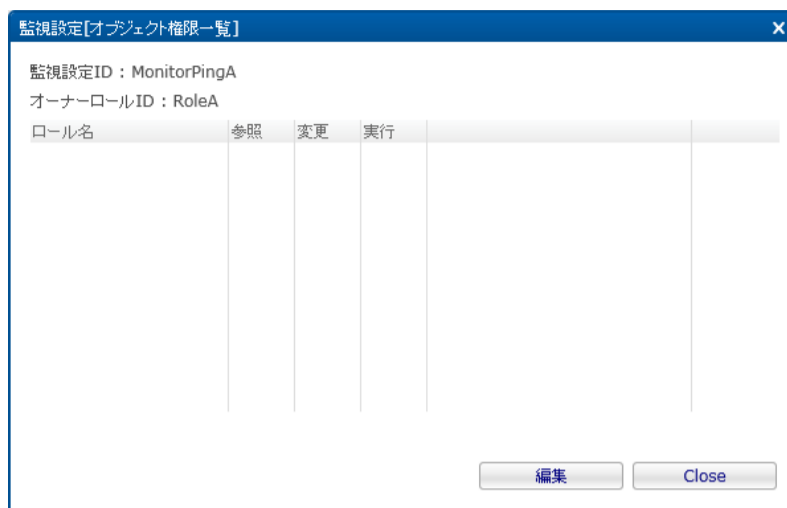 監視設定[オブジェクト権限一覧]
監視設定ID : MonitorPingA
オーナーロールID : RoleA
ロール名 参照 変更 実行
編集 Close